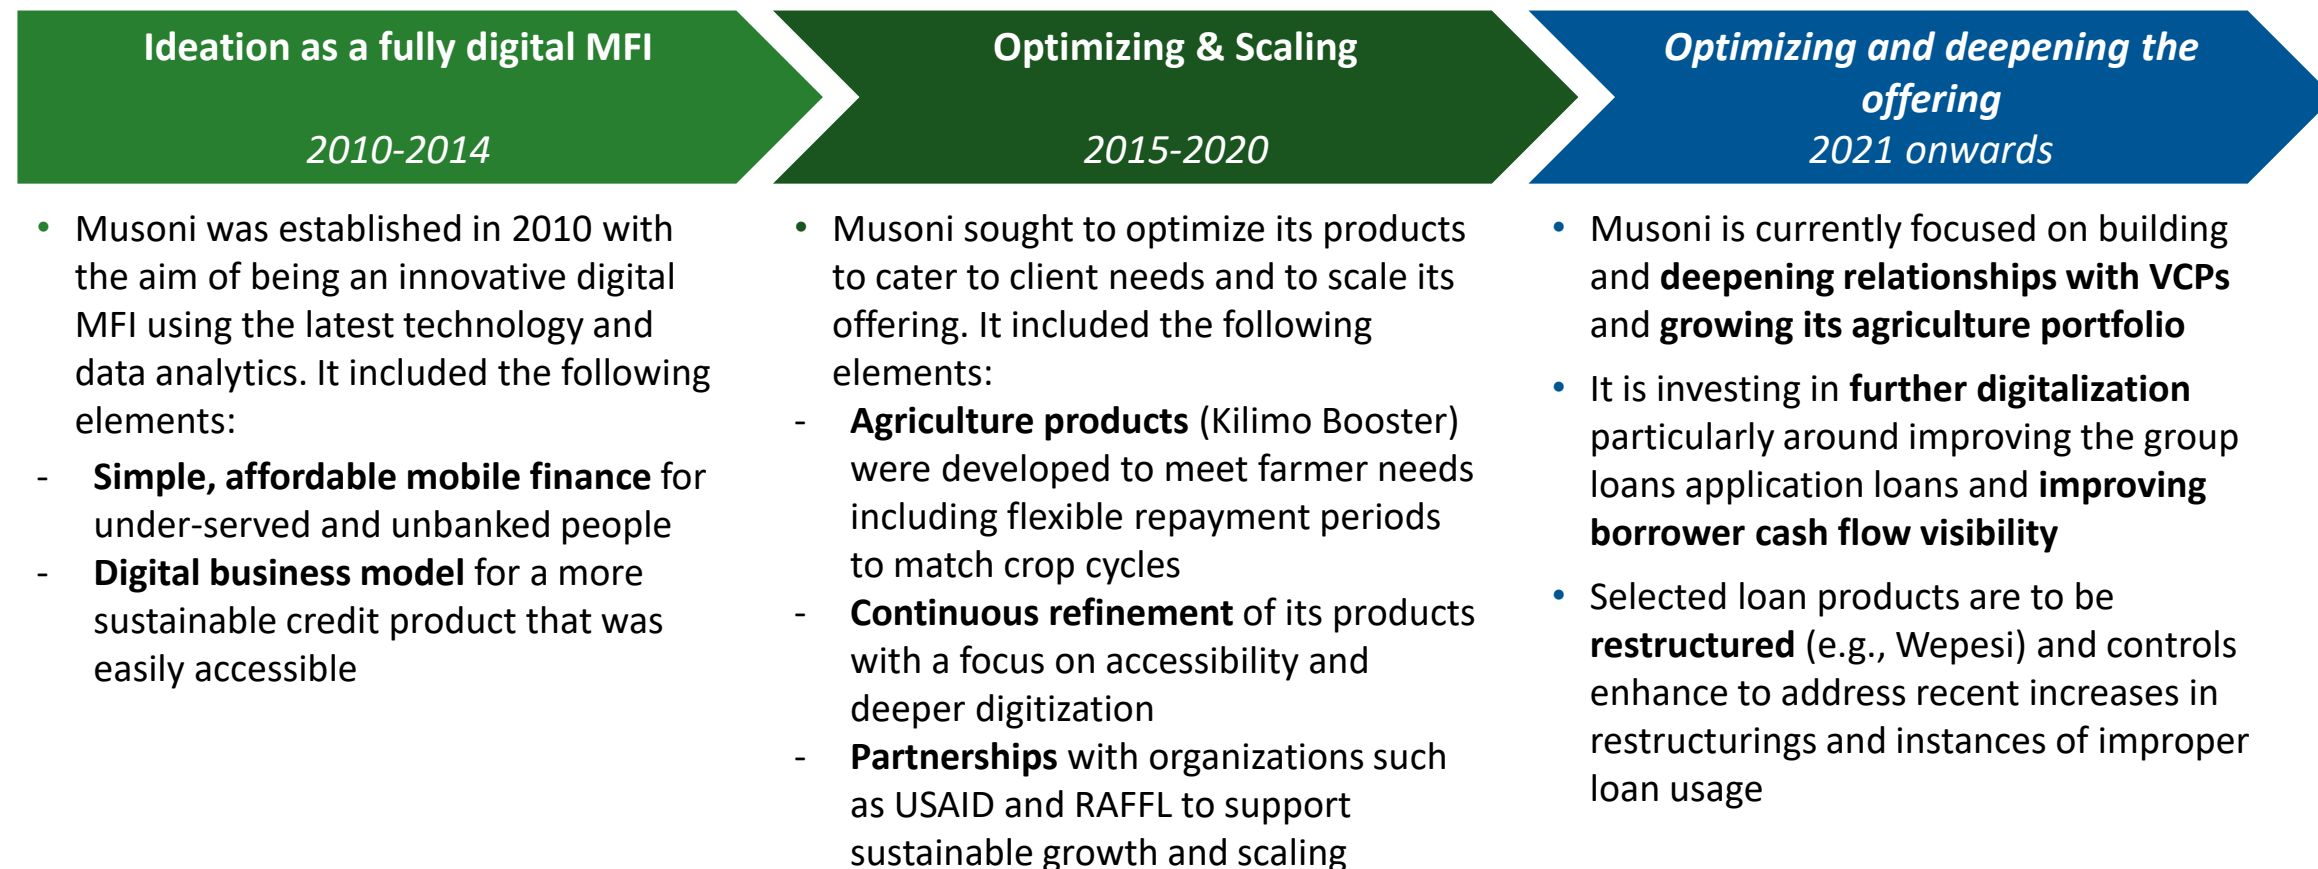 Ideation as a fully digital MFI
2010-2014
• Musoni was established in 2010 with
the aim of being an innovative digital
MFI using the latest technology and
data analytics. It included the following
elements:
- Simple, affordable mobile finance for
under-served and unbanked people
- Digital business model for a more
sustainable credit product that was
easily accessible
Optimizing & Scaling
2015-2020
• Musoni sought to optimize its products
to cater to client needs and to scale its
offering. It included the following
elements:
- Agriculture products (Kilimo Booster)
were developed to meet farmer needs
including flexible repayment periods
to match crop cycles
- Continuous refinement of its products
with a focus on accessibility and
deeper digitization
- Partnerships with organizations such
as USAID and RAFFL to support
sustainable growth and scaling
Optimizing and deepening the
offering
2021 onwards
• Musoni is currently focused on building
and deepening relationships with VCPs
and growing its agriculture portfolio
• It is investing in further digitalization
particularly around improving the group
loans application loans and improving
borrower cash flow visibility
• Selected loan products are to be
restructured (e.g., Wepesi) and controls
enhance to address recent increases in
restructurings and instances of improper
loan usage